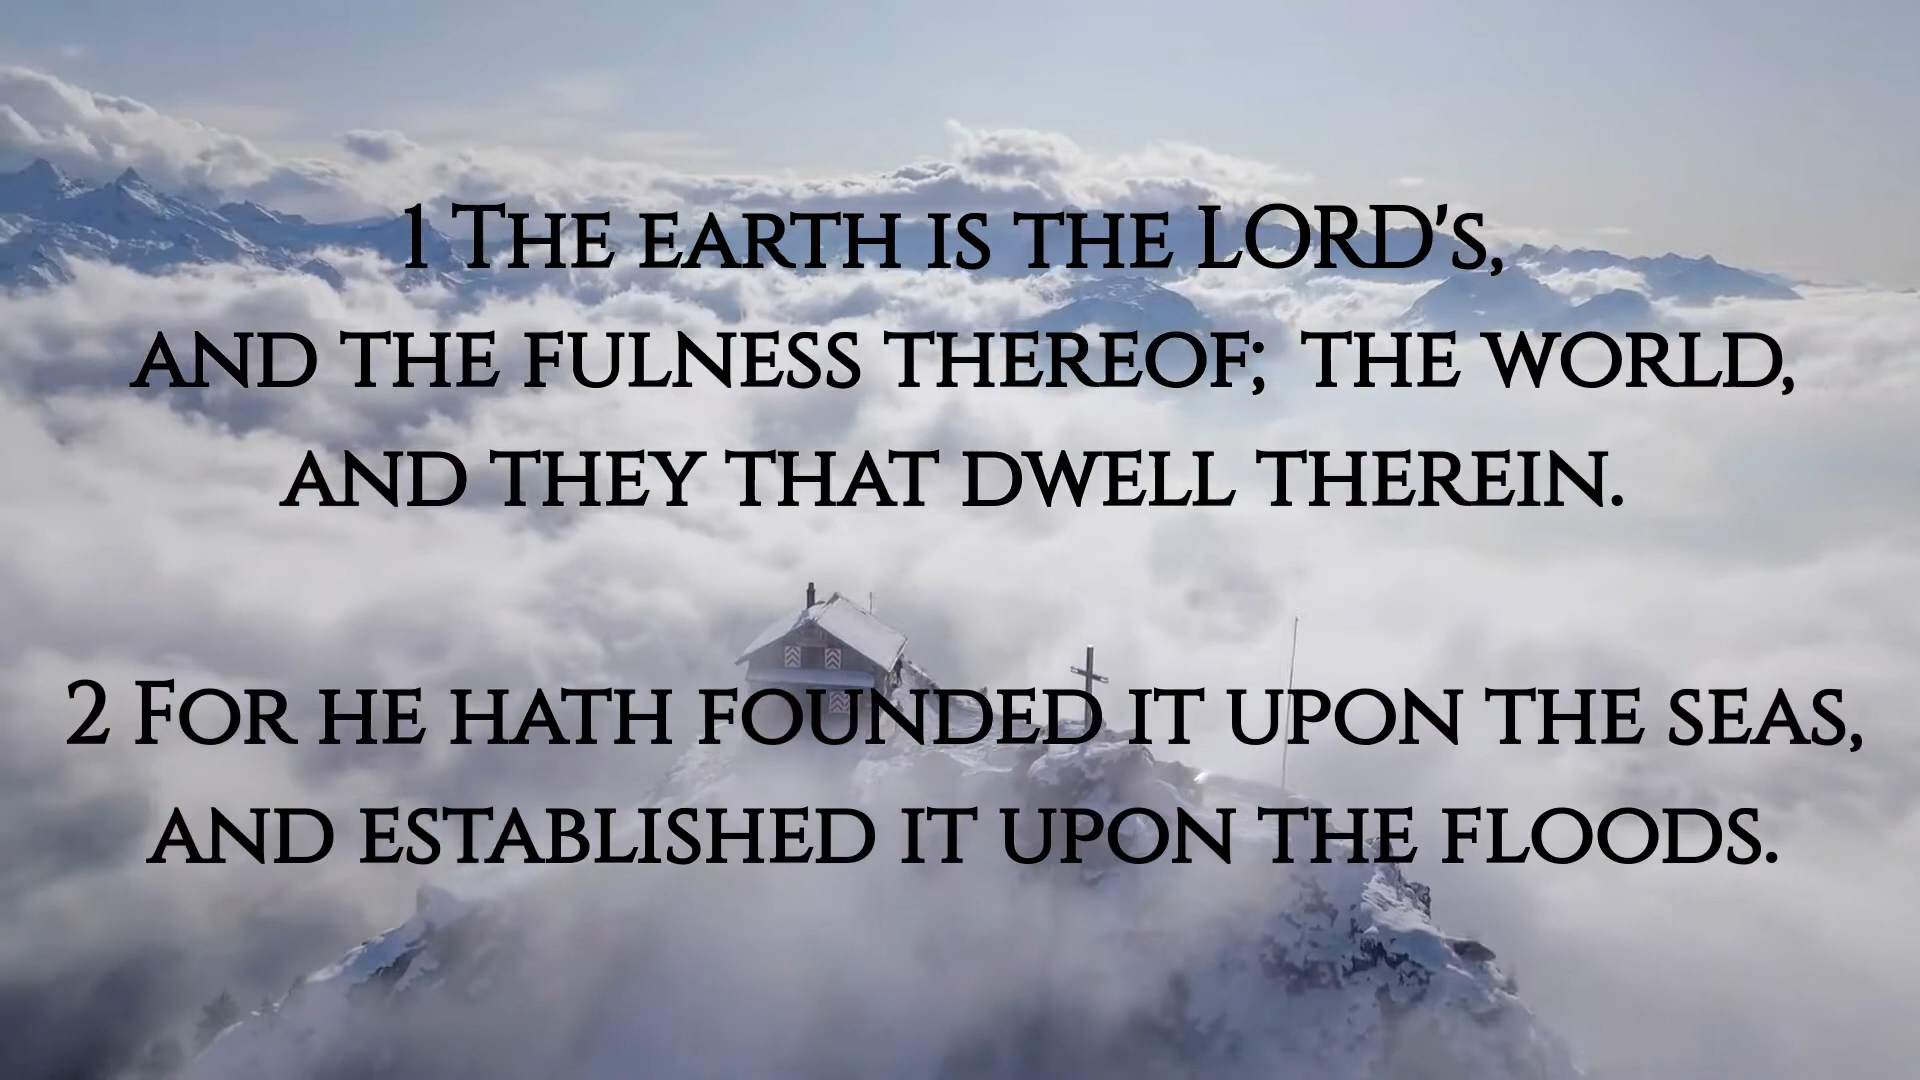 1 The earth is the LORD's,
and the fulness thereof; the world,
and they that dwell therein.
2 For he hath founded it upon the seas,
and established it upon the floods.